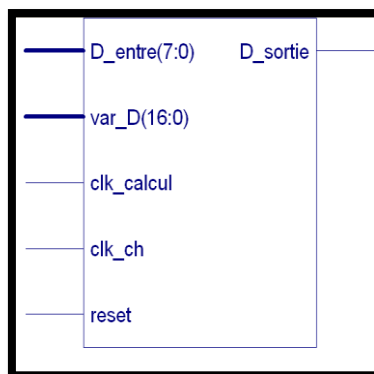 D_entre(7:0) D_sortie
var_D(16:0)
clk_calcul
clk_ch
reset